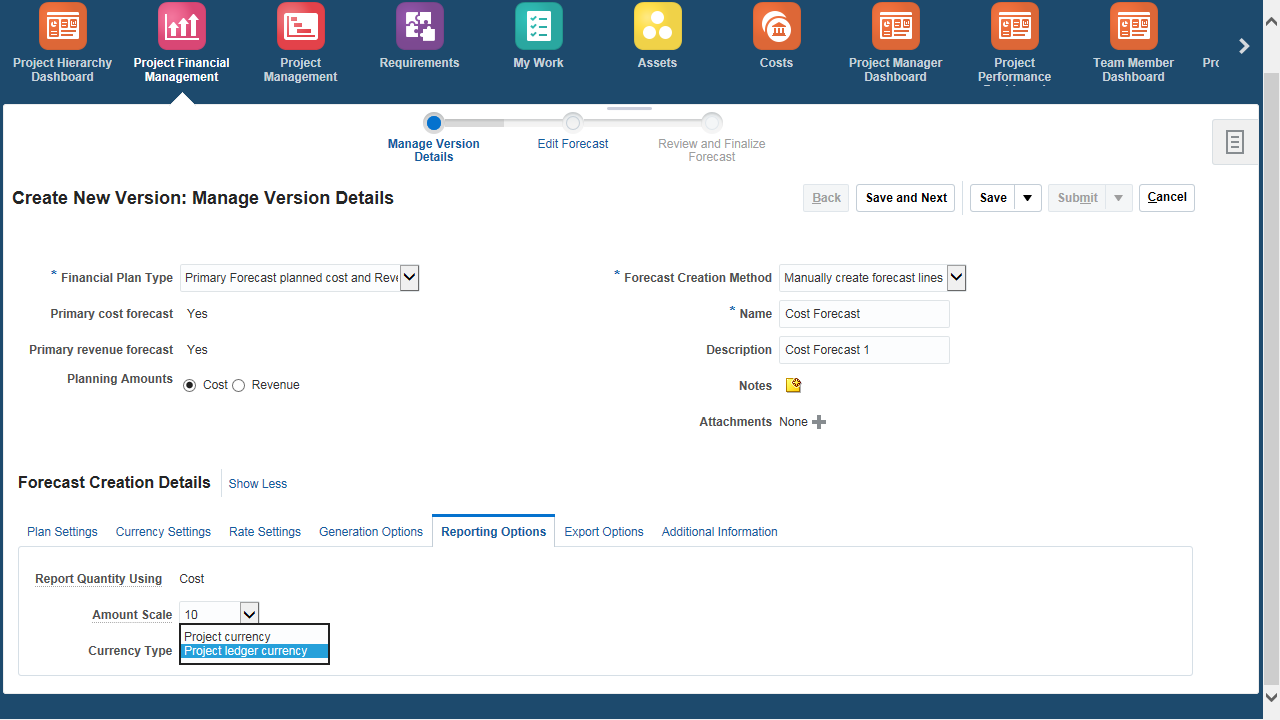 Project Hierarchy Dashboard
Project Financial Management
Project Management
Requirements
My Work
Assets
Costs
Project Manager Dashboard
Project Performance
Team Member Dashboard
Manage Version Details
Edit Forecast
Review and Finalize Forecast
Create New Version: Manage Version Details
Back
Save and Next
Save
Submit
Cancel
* Financial Plan Type Primary Forecast planned cost and Reve
Primary cost forecast Yes
Primary revenue forecast Yes
Planning Amounts Cost Revenue
* Forecast Creation Method Manually create forecast lines
* Name Cost Forecast
Description Cost Forecast 1
Notes
Attachments None
Forecast Creation Details Show Less
Plan Settings Currency Settings Rate Settings Generation Options Reporting Options Export Options Additional Information
Report Quantity Using Cost
Amount Scale 10
Project currency
Currency Type Project ledger currency